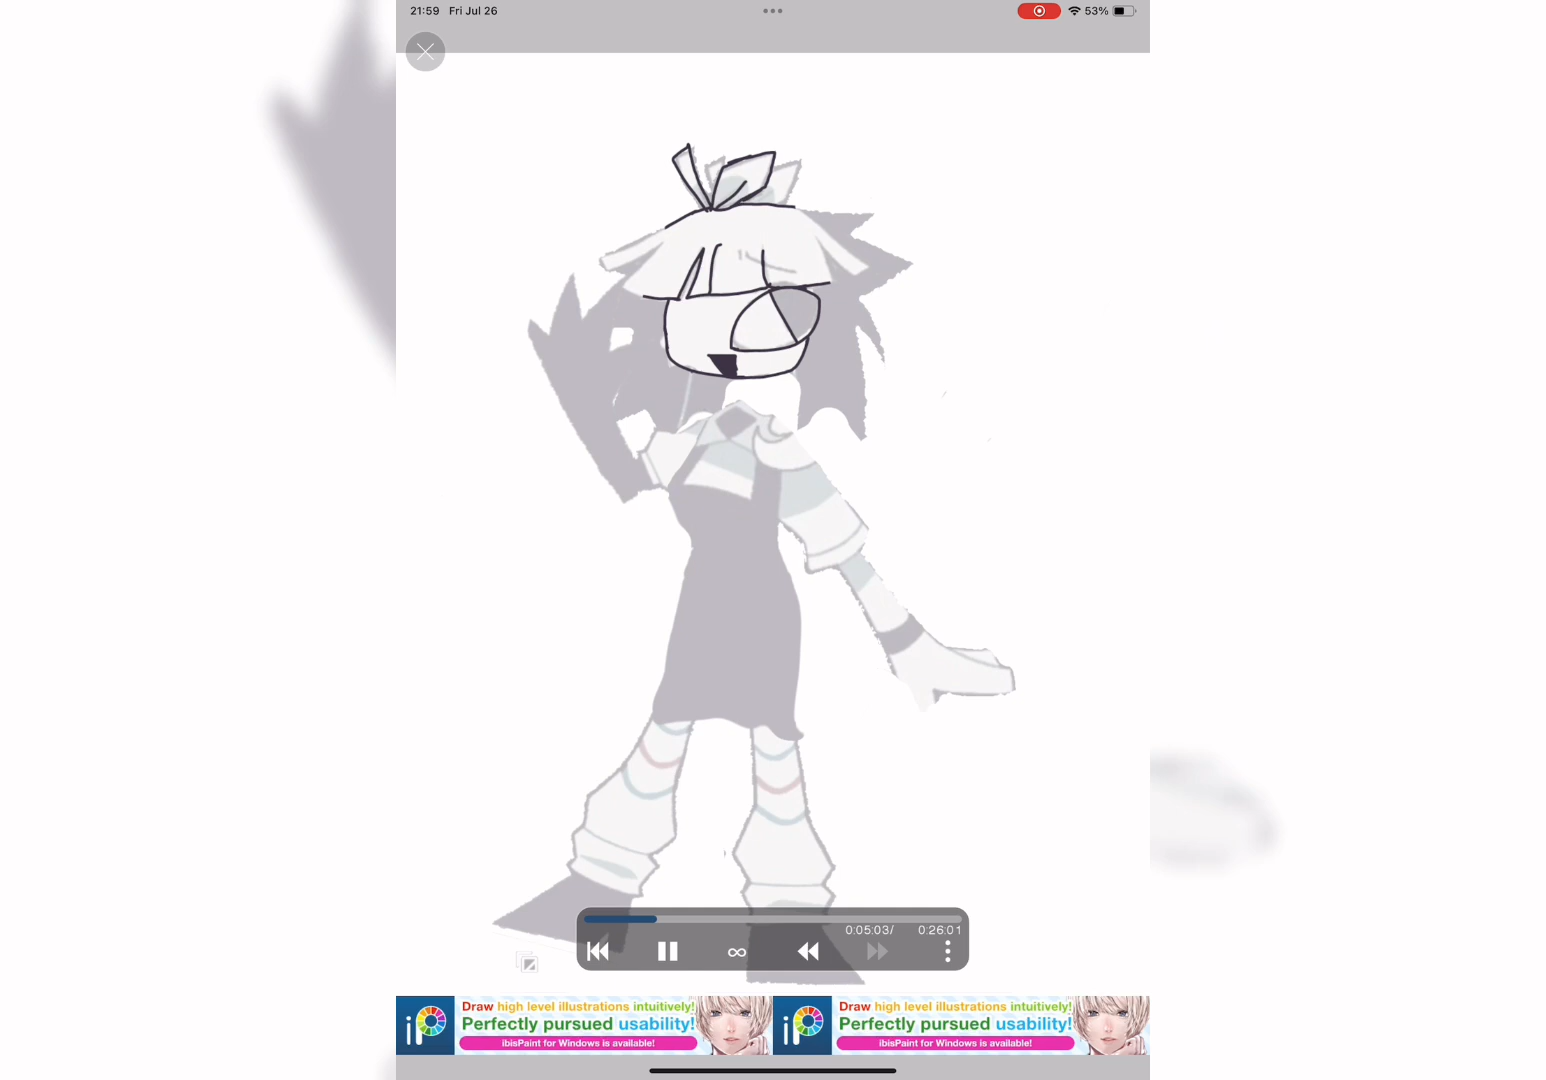 21:59 Fri Jul 26
53%
0:05:03/ 0:26:01
iP
Draw high level illustrations intuitively!
Perfectly pursued usability!
ibisPaint for Windows is available!
iP
Draw high level illustrations intuitively!
Perfectly pursued usability!
ibisPaint for Windows is available!